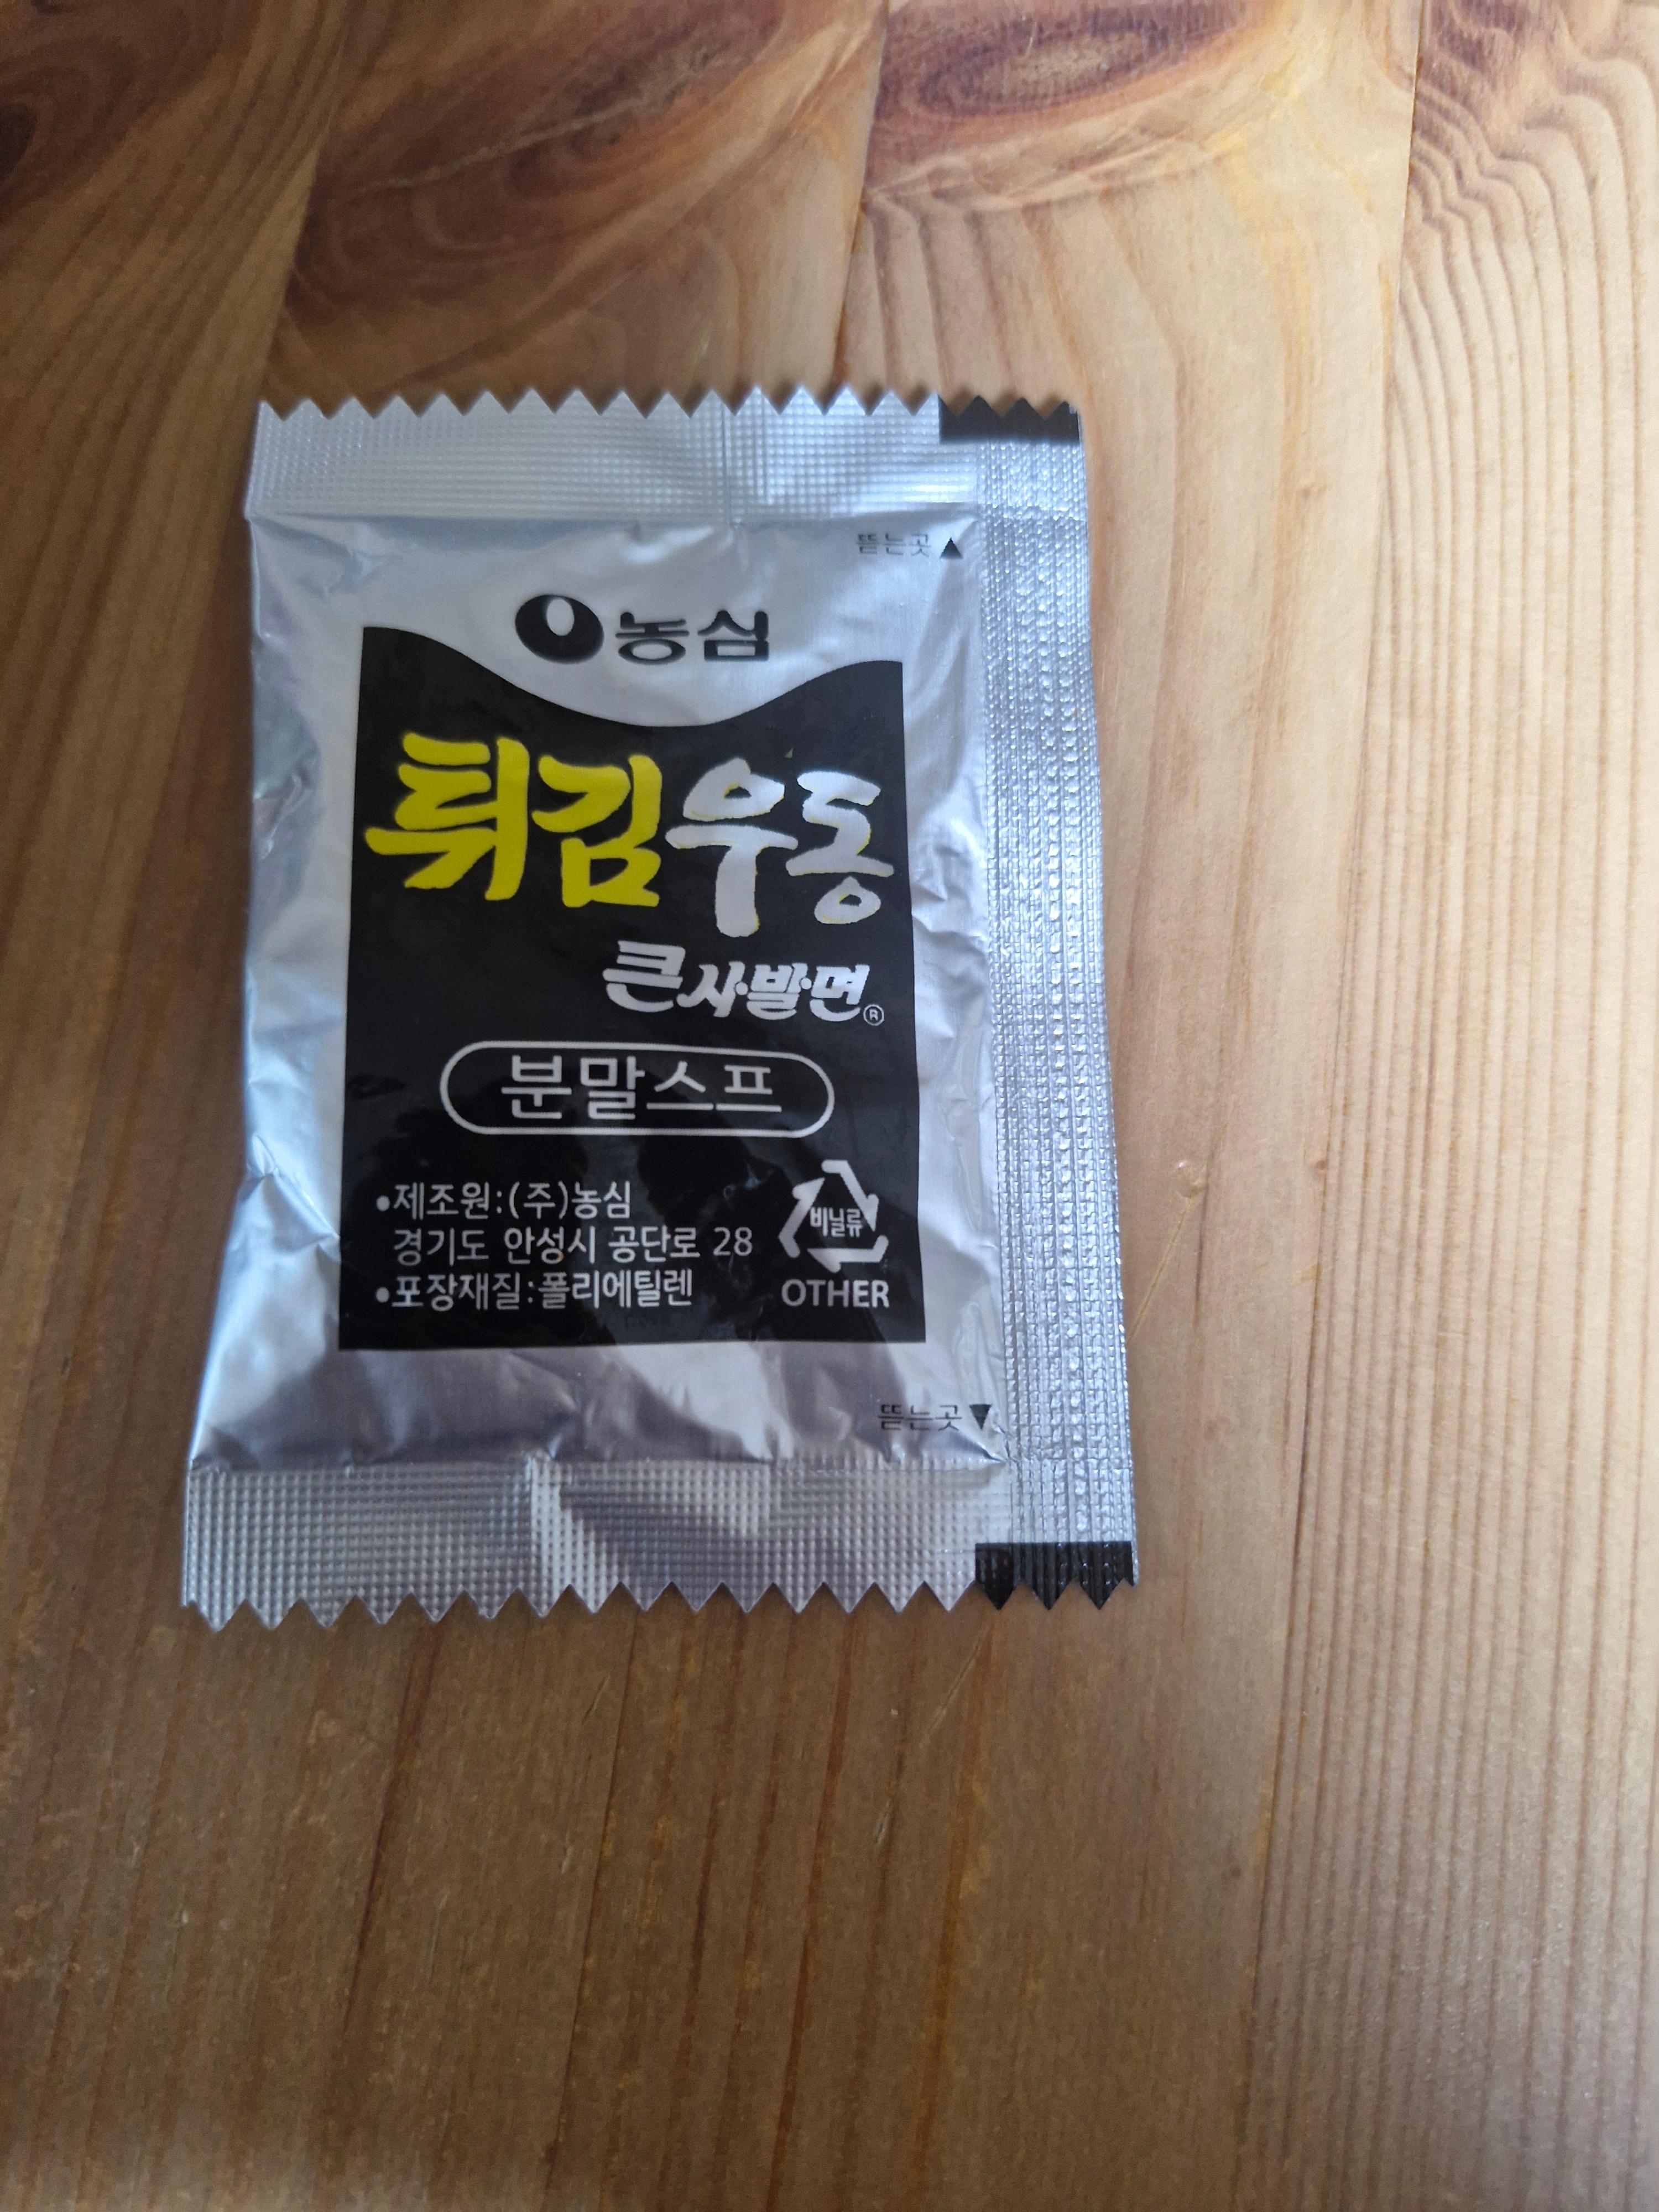 뜯는곳▲
농심
튀김우동
큰사발면®
분말스프
•제조원:(주)농심
경기도 안성시 공단로 28
•포장재질:폴리에틸렌
비닐류
OTHER
뜯는곳▼